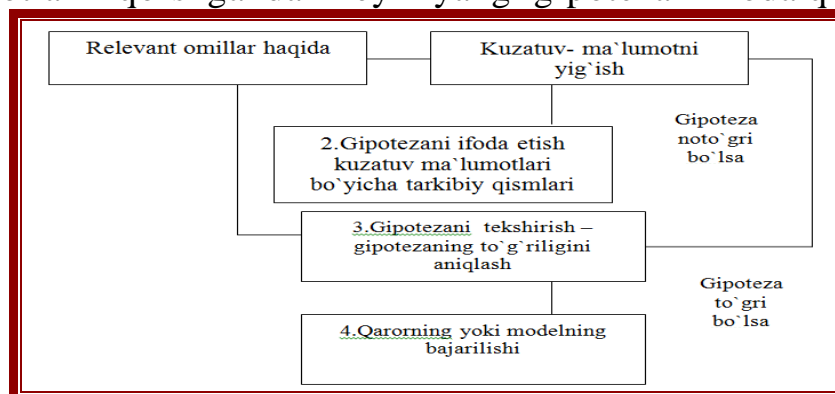 Relevant omillar haqida
Kuzatuv- ma`lumotni
yig`ish
Gipoteza
noto`gri
bo`lsa
2.Gipotezani ifoda etish
kuzatuv ma`lumotlari
bo`yicha tarkibiy qismlari
3.Gipotezani tekshirish –
gipotezaning to`g`riligini
aniqlash
Gipoteza
to`gri
bo`lsa
4.Qarorning yoki modelning
bajarilishi